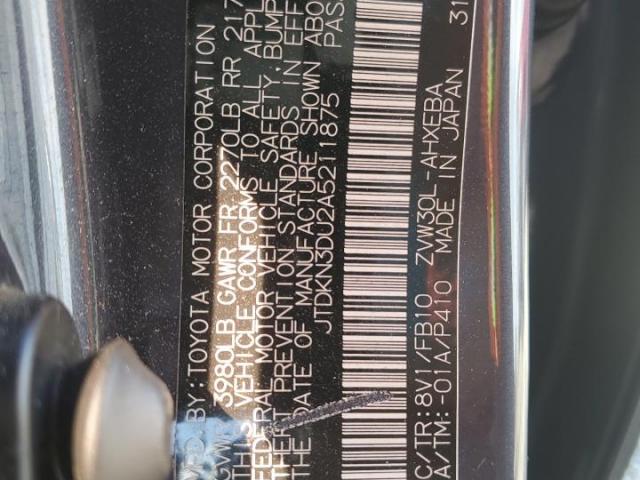 BY:TOYOTA MOTOR CORPORATION
GVWR 3980LB GAWR FR 2270LB RR 217
THIS VEHICLE CONFORMS TO ALL APPL
FEDERAL MOTOR VEHICLE SAFETY, BUMP
THEFT PREVENTION STANDARDS IN EFF
THE DATE OF MANUFACTURE SHOWN ABO
JTDKN3DU2A5211875 PAS
C/TR:8V1/FB10 ZVW30L-AHXEBA
A/TM:-01A/P410 MADE IN JAPAN 31